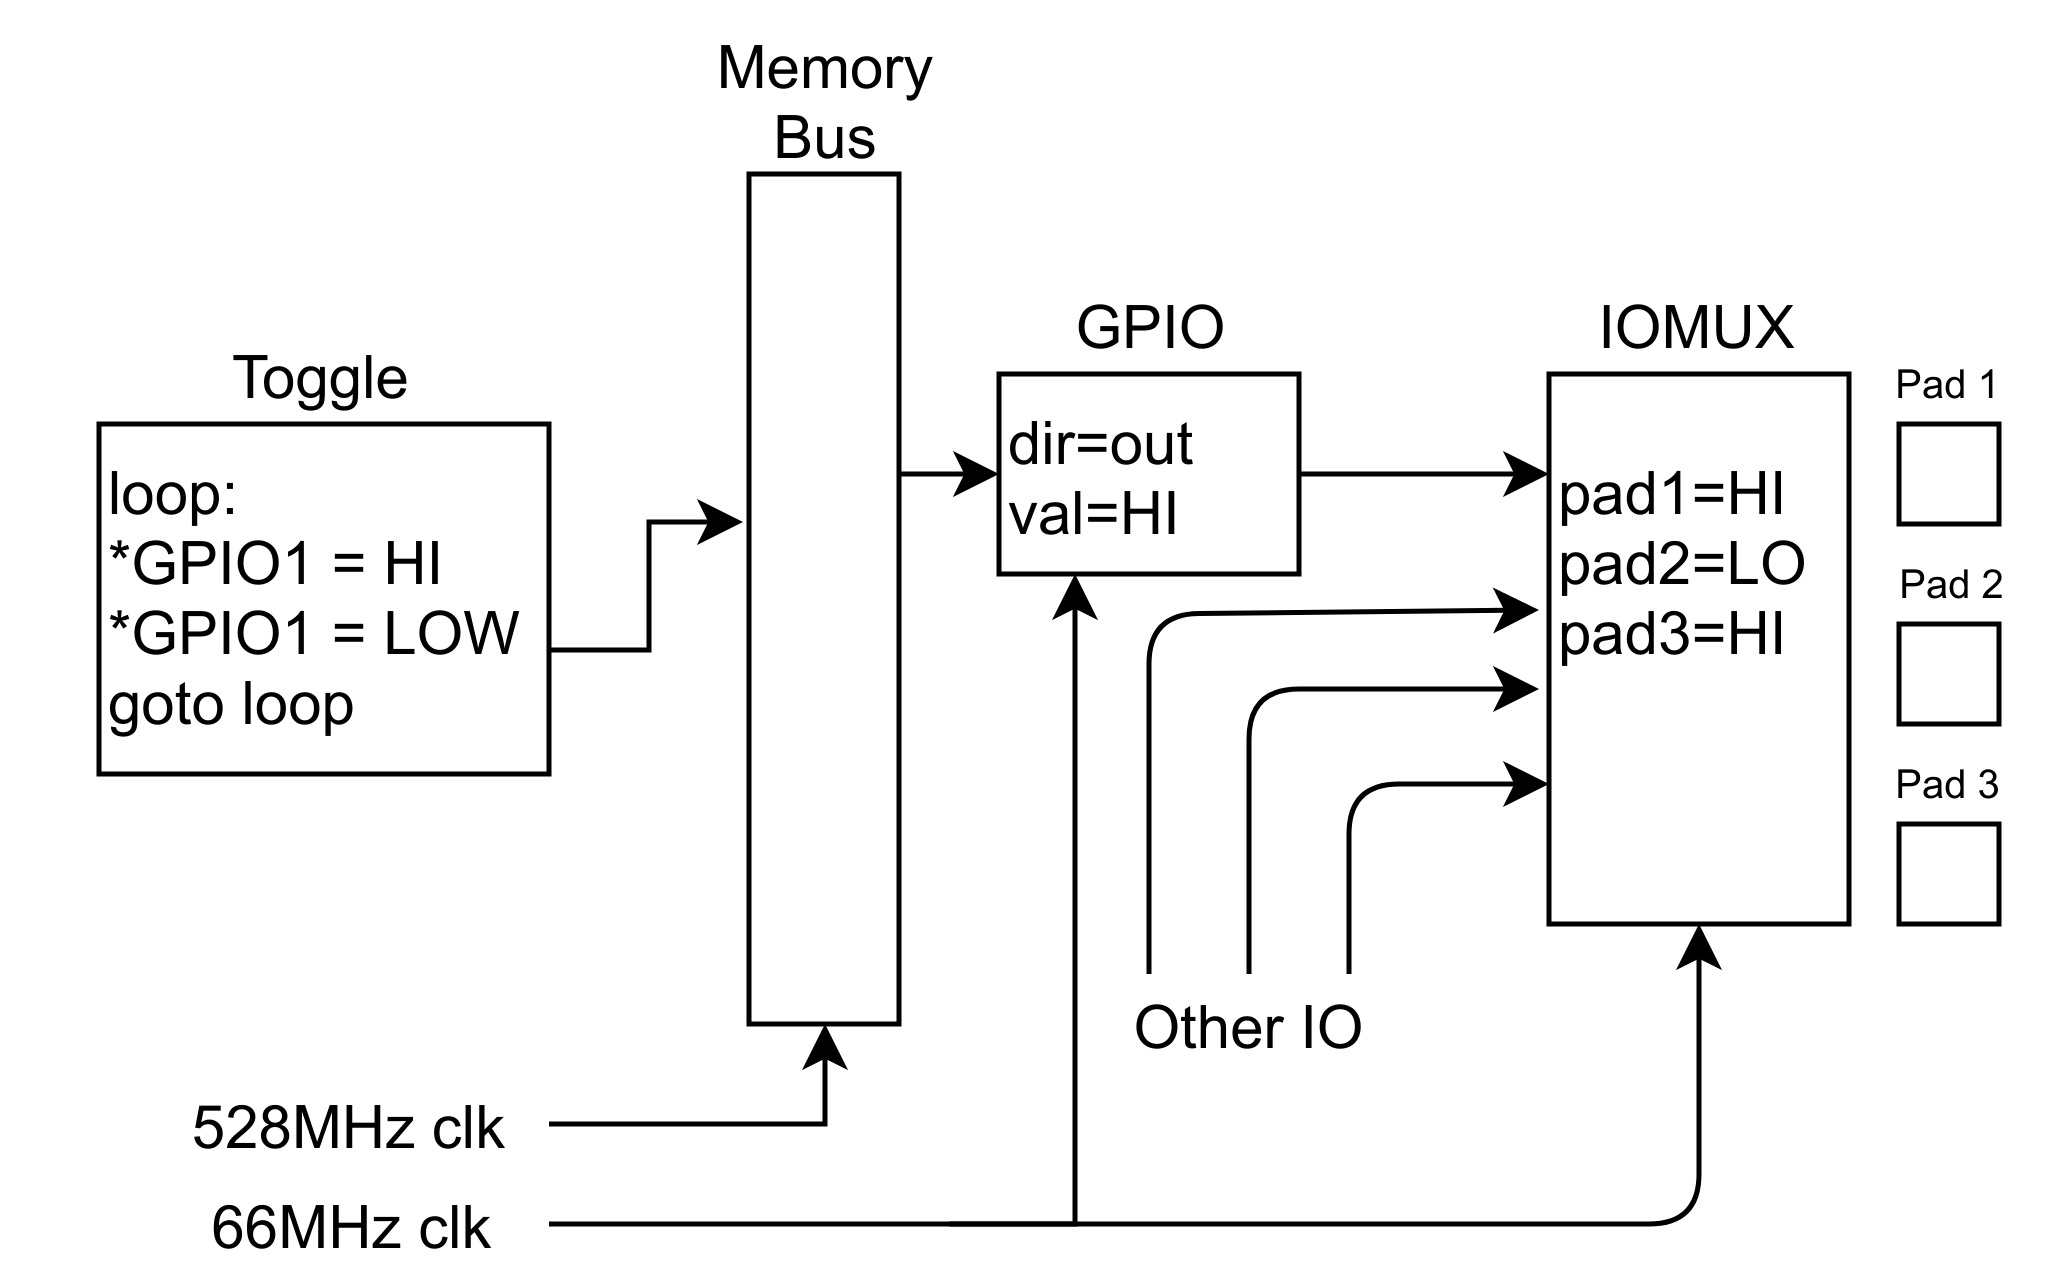 Memory
Bus
GPIO
IOMUX
Toggle
Pad 1
dir=out
val=HI
loop:
*GPIO1 = HI
*GPIO1 = LOW
goto loop
pad1=HI
pad2=LO
pad3=HI
Pad 2
Pad 3
Other IO
528MHz clk
66MHz clk